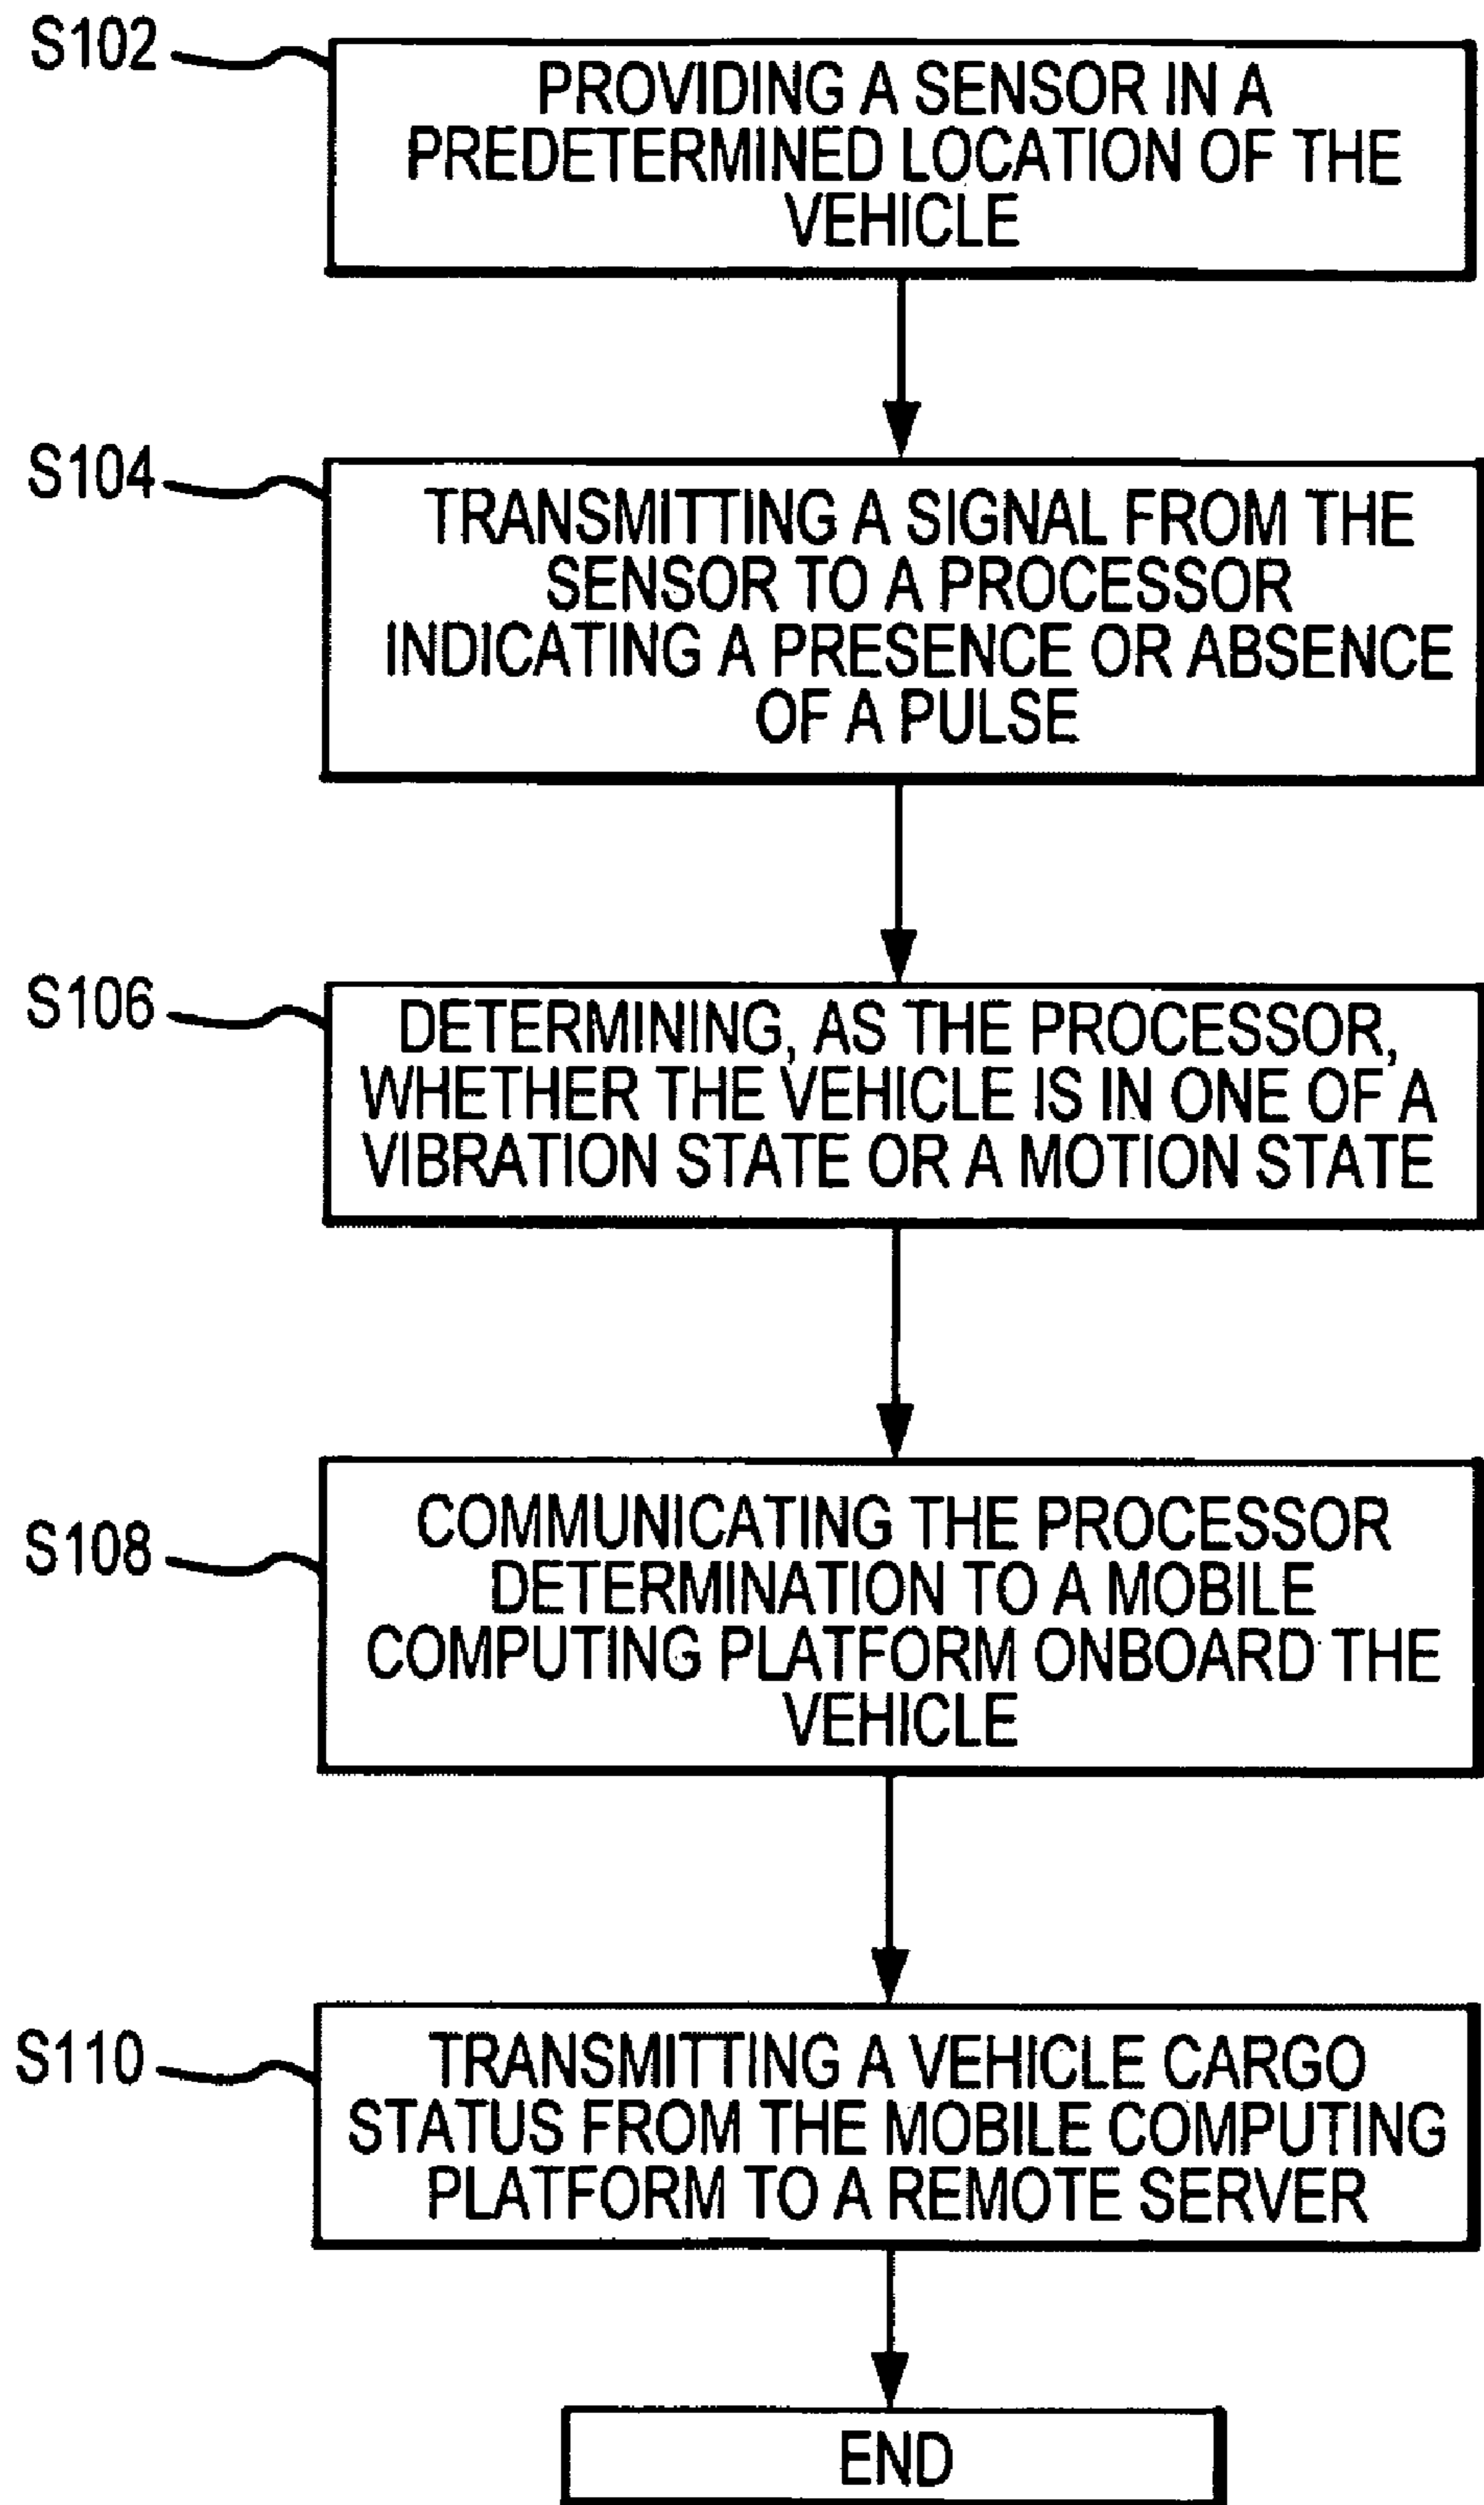 S102
PROVIDING A SENSOR IN A
PREDETERMINED LOCATION OF THE
VEHICLE
S104
TRANSMITTING A SIGNAL FROM THE
SENSOR TO A PROCESSOR
INDICATING A PRESENCE OR ABSENCE
OF A PULSE
S106
DETERMINING, AS THE PROCESSOR,
WHETHER THE VEHICLE IS IN ONE OF A
VIBRATION STATE OR A MOTION STATE
S108
COMMUNICATING THE PROCESSOR
DETERMINATION TO A MOBILE
COMPUTING PLATFORM ONBOARD THE
VEHICLE
S110
TRANSMITTING A VEHICLE CARGO
STATUS FROM THE MOBILE COMPUTING
PLATFORM TO A REMOTE SERVER
END